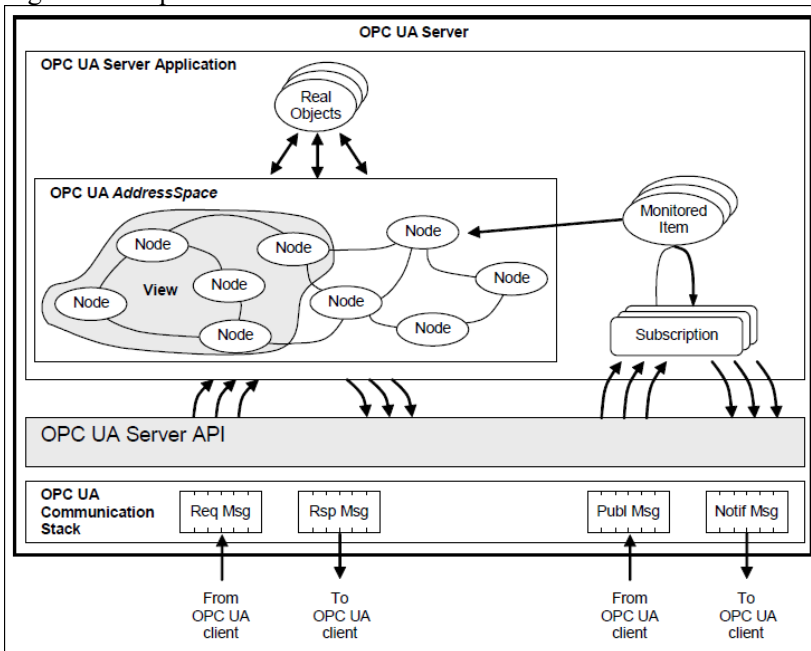 OPC UA Server
OPC UA Server Application
Real
Objects
OPC UA AddressSpace
Monitored
Item
Node
Node
Node
Node
View
Node
Node
Node
Node
Node
Subscription
OPC UA Server API
OPC UA
Communication
Stack
Req Msg
Rsp Msg
Publ Msg
Notif Msg
From
OPC UA
client
To
OPC UA
client
From
OPC UA
client
To
OPC UA
client